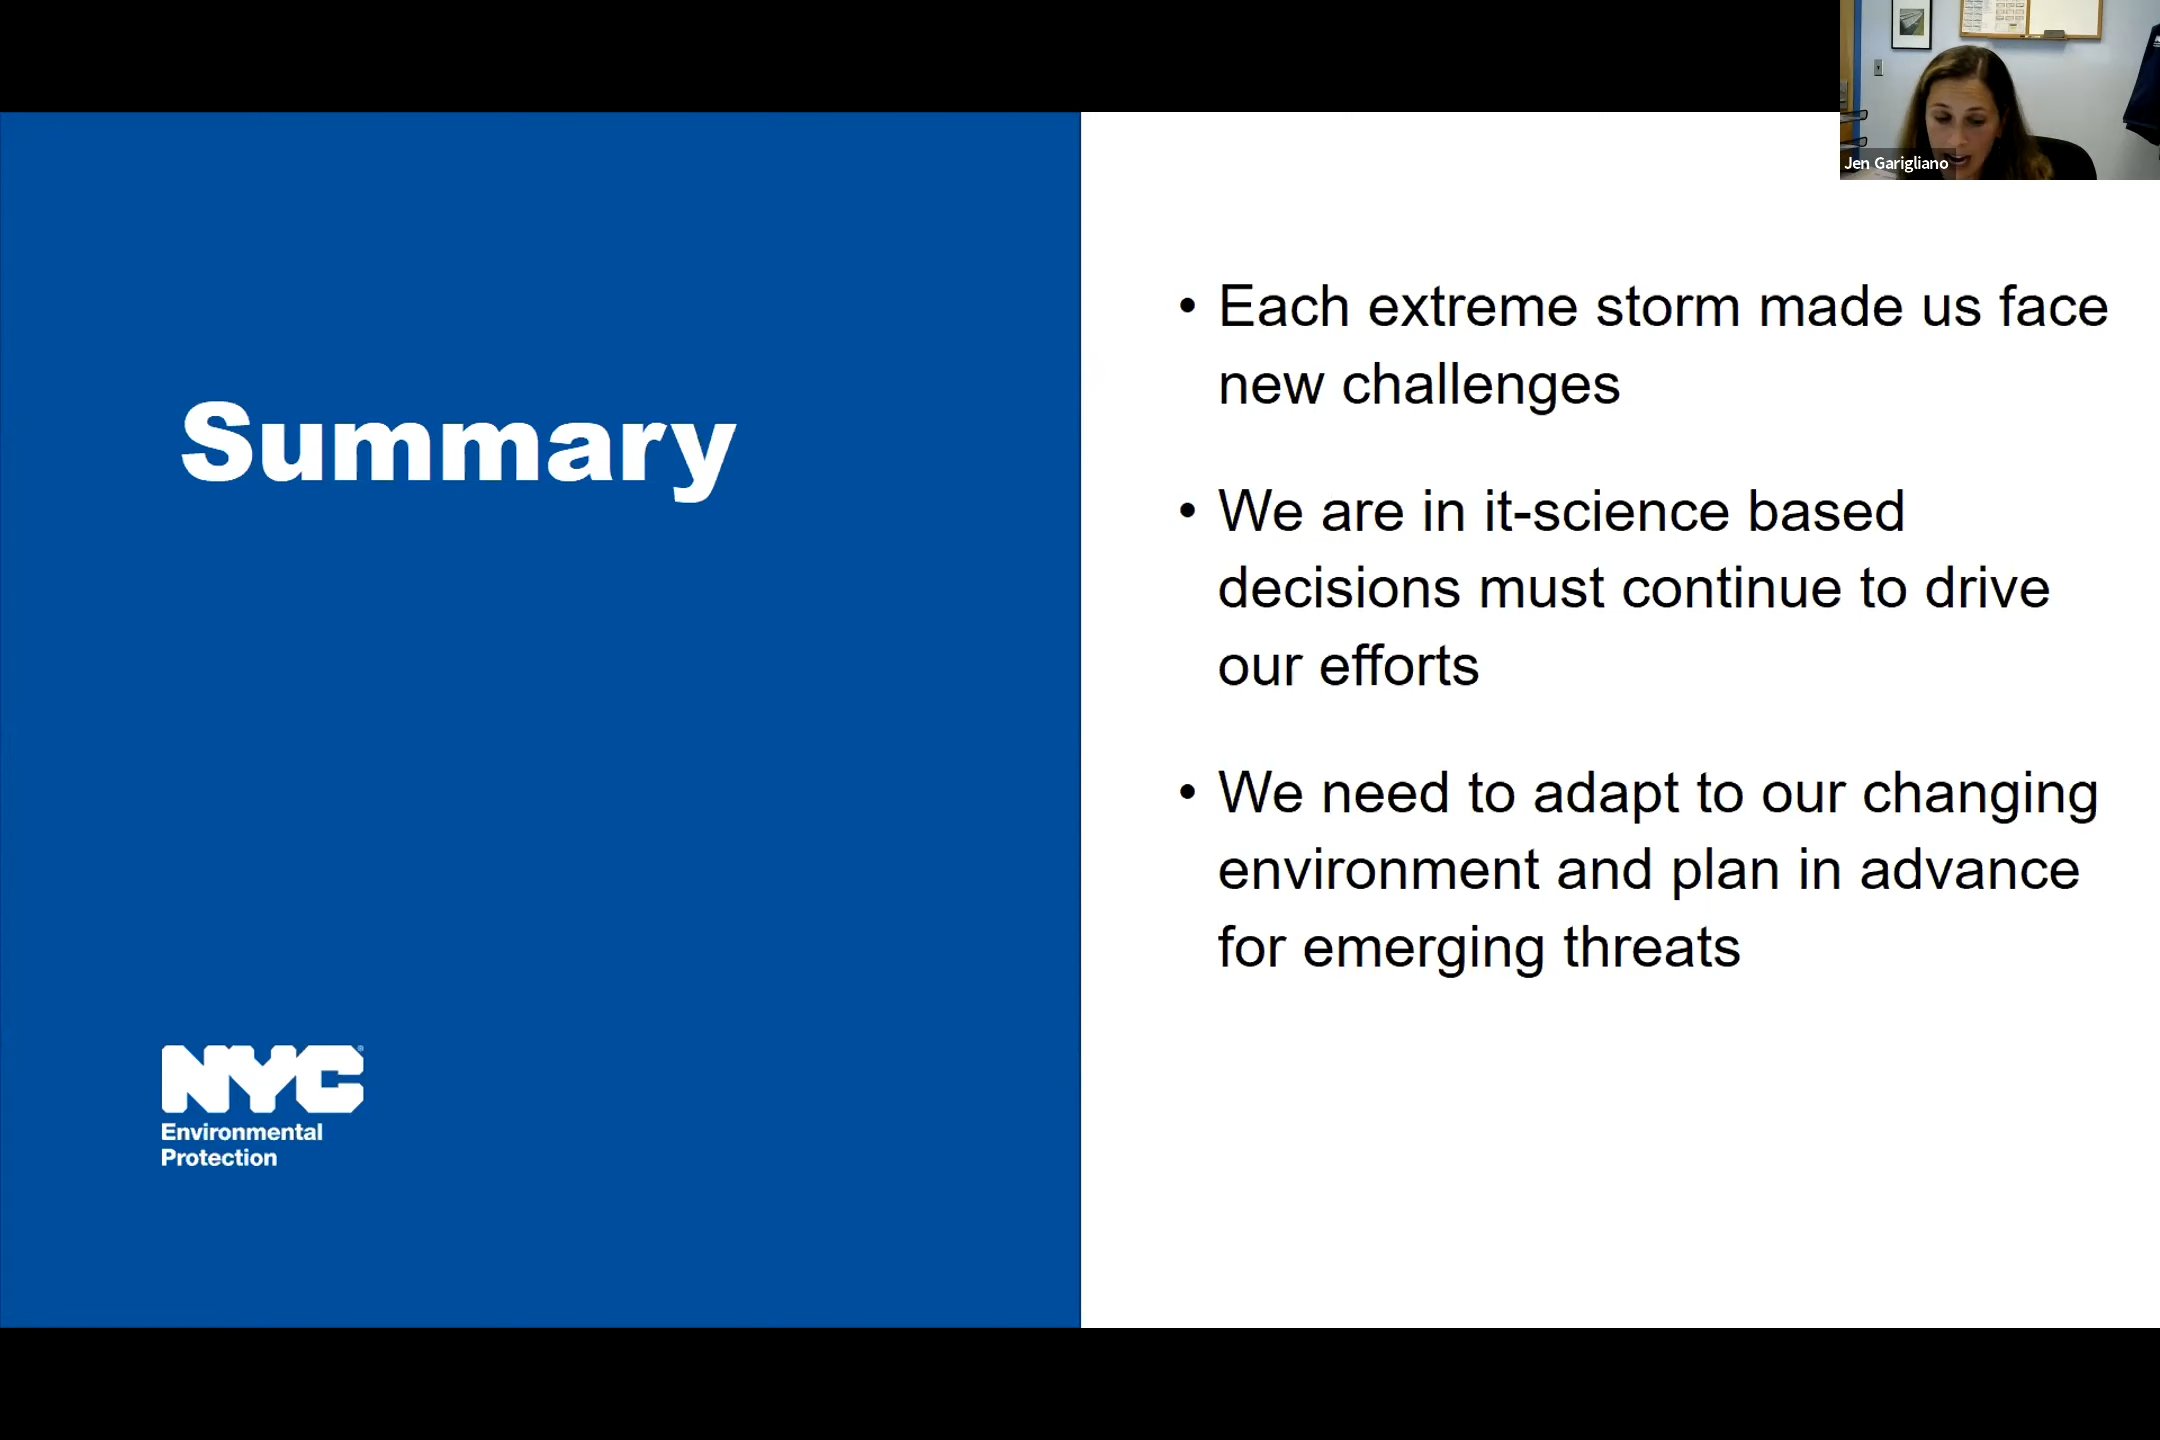 Jen Garigliano
Summary
• Each extreme storm made us face
new challenges
• We are in it-science based
decisions must continue to drive
our efforts
• We need to adapt to our changing
environment and plan in advance
for emerging threats
NYC
Environmental
Protection